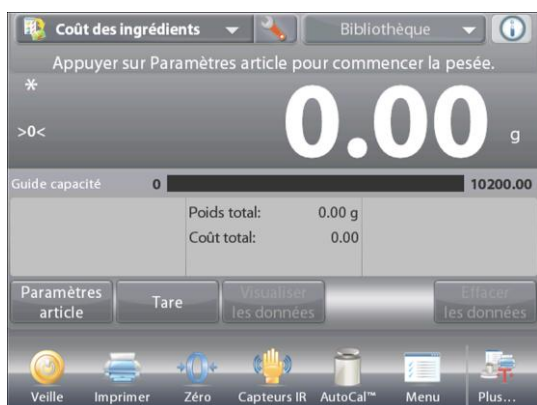 Coût des ingrédients Bibliothèque
Appuyer sur Paramètres article pour commencer la pesée.
*
>0< 0.00 g
Guide capacité 0 10200.00
Poids total: 0.00 g
Coût total: 0.00
Paramètres article Tare Visualiser les données Effacer les données
Veille Imprimer Zéro Capteurs IR AutoCal™ Menu Plus...